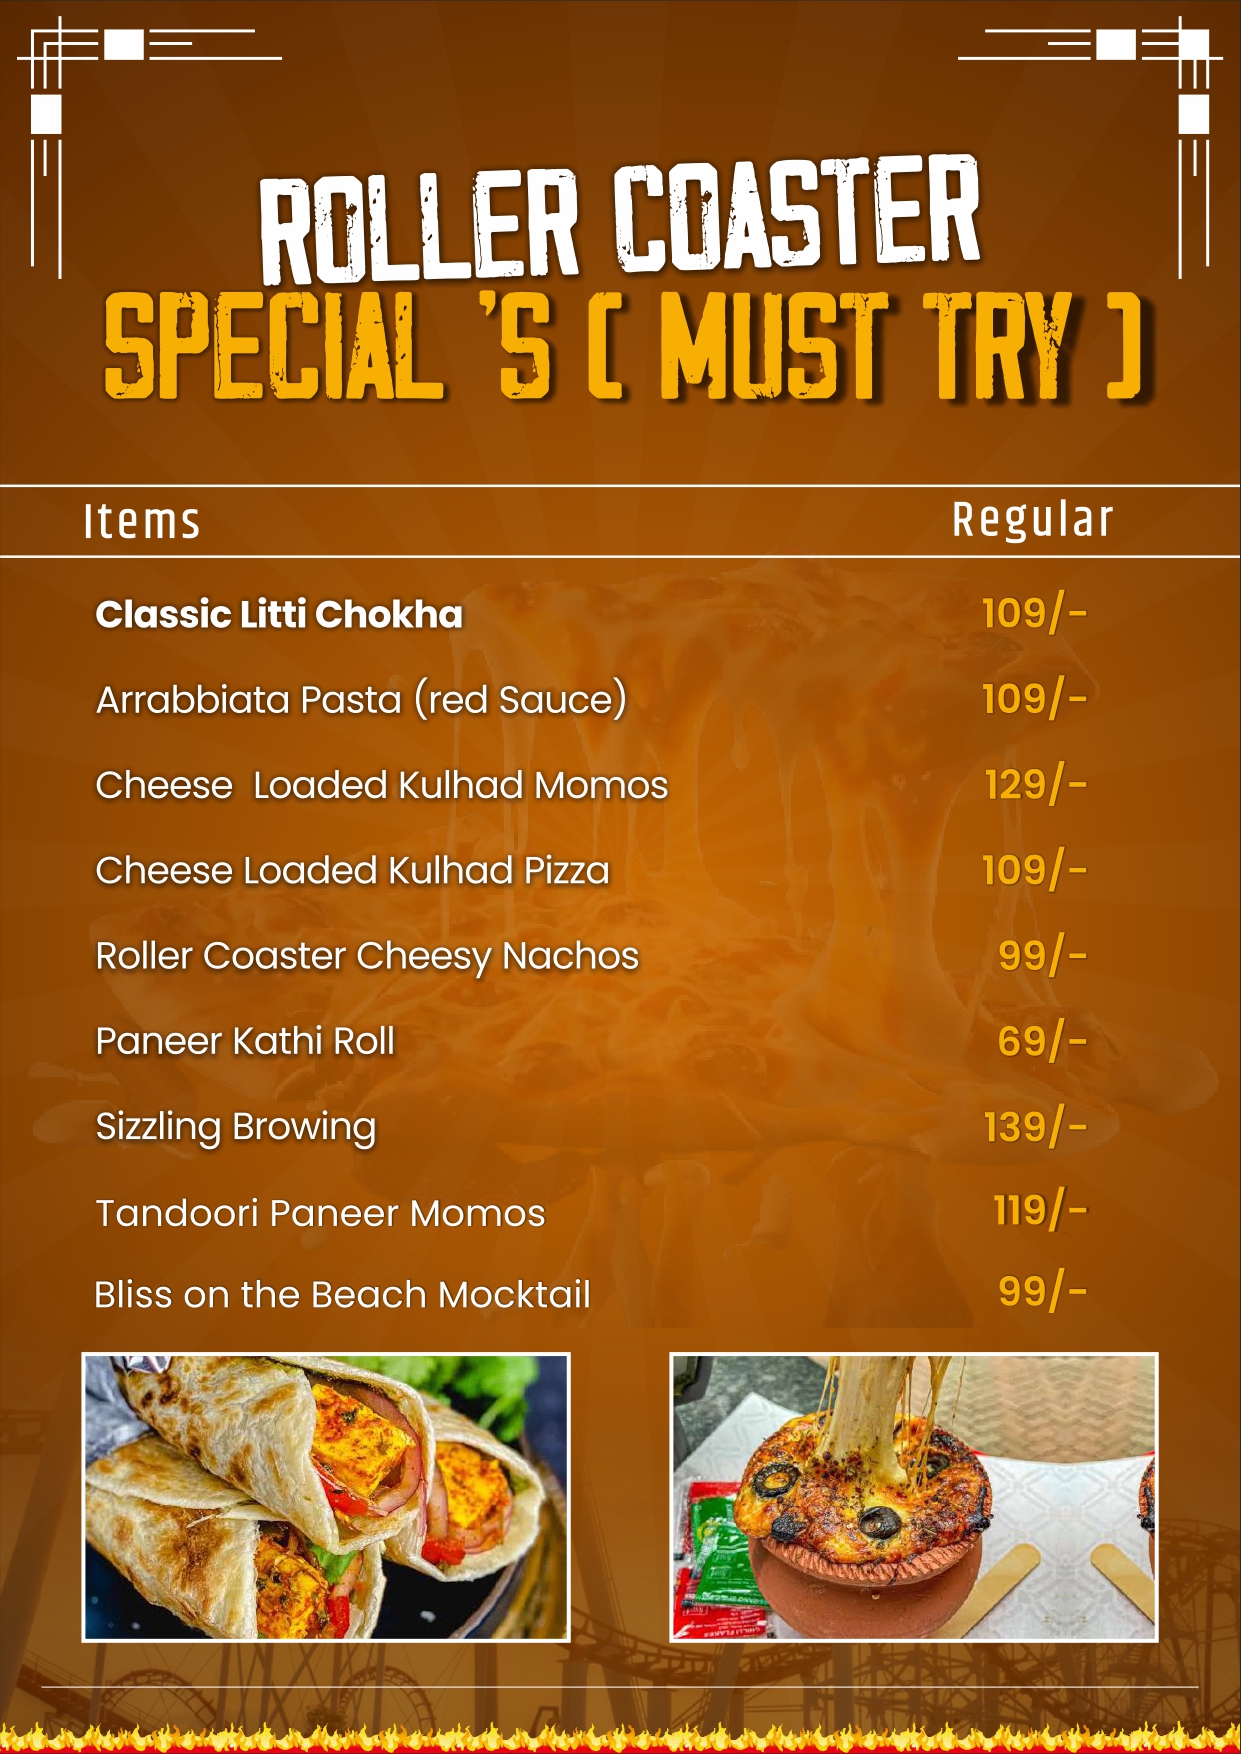 ROLLER COASTER
SPECIAL 'S ( MUST TRY )
Items Regular
Classic Litti Chokha 109/-
Arrabbiata Pasta (red Sauce) 109/-
Cheese Loaded Kulhad Momos 129/-
Cheese Loaded Kulhad Pizza 109/-
Roller Coaster Cheesy Nachos 99/-
Paneer Kathi Roll 69/-
Sizzling Browing 139/-
Tandoori Paneer Momos 119/-
Bliss on the Beach Mocktail 99/-
CHILLI FLAKES